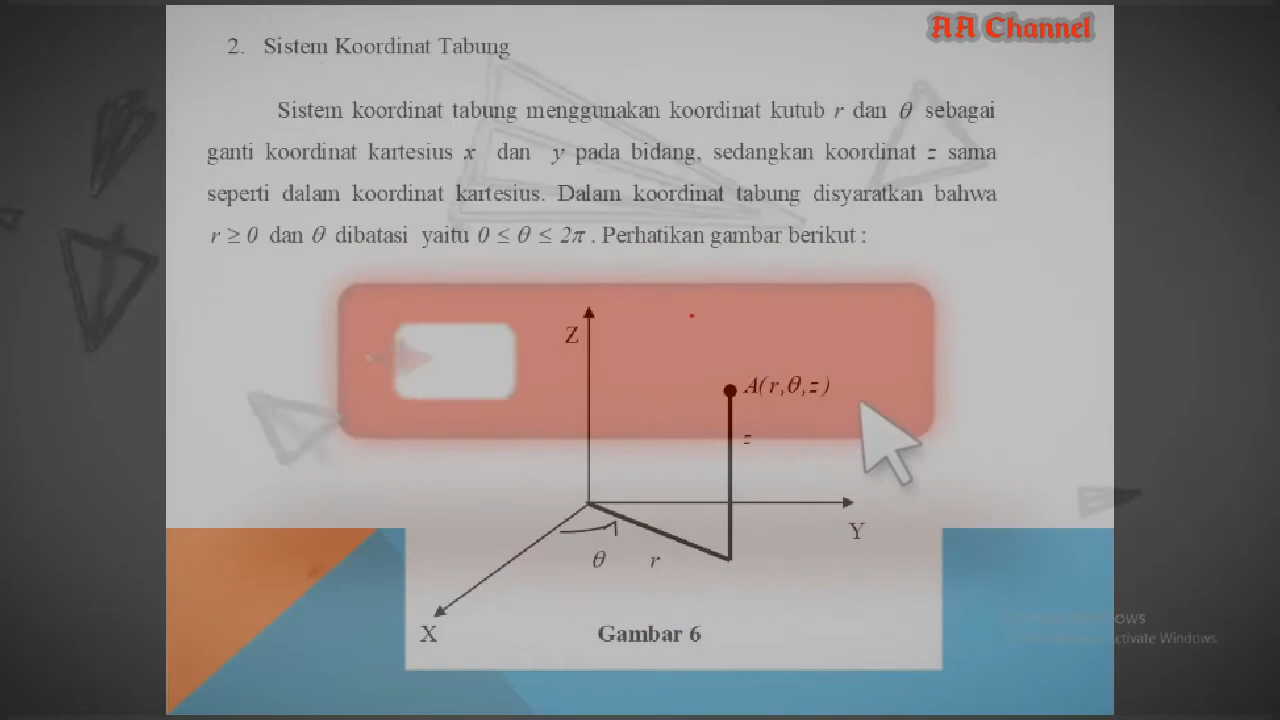 AA Channel
2. Sistem Koordinat Tabung
Sistem koordinat tabung menggunakan koordinat kutub r dan θ sebagai
ganti koordinat kartesius x dan y pada bidang, sedangkan koordinat z sama
seperti dalam koordinat kartesius. Dalam koordinat tabung disyaratkan bahwa
r ≥ 0 dan θ dibatasi yaitu 0 ≤ θ ≤ 2π. Perhatikan gambar berikut :
Z
A(r,θ,z)
z
Y
θ r
X
Gambar 6
Windows.